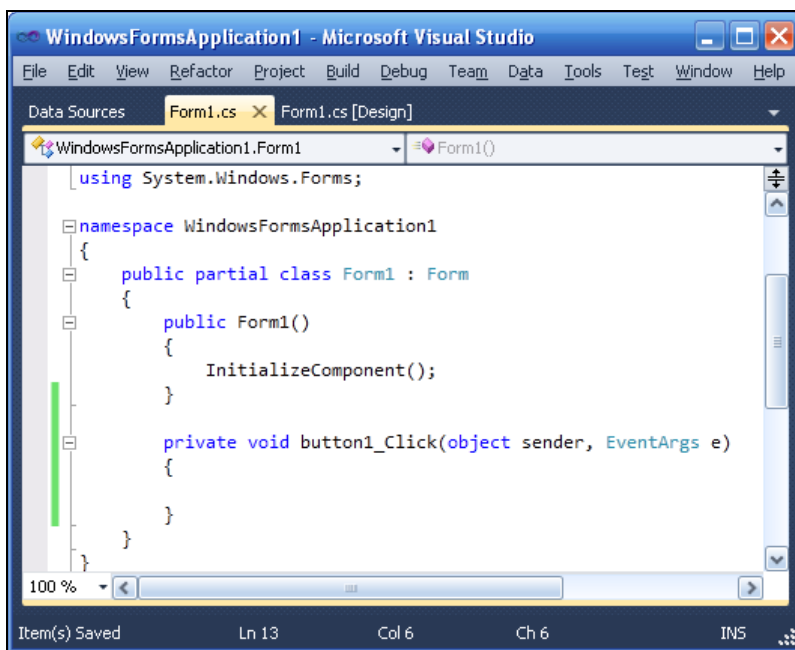 WindowsFormsApplication1 - Microsoft Visual Studio
File Edit View Refactor Project Build Debug Team Data Tools Test Window Help
Data Sources Form1.cs Form1.cs [Design]
WindowsFormsApplication1.Form1 Form1()
using System.Windows.Forms;
namespace WindowsFormsApplication1
{
public partial class Form1 : Form
{
public Form1()
{
InitializeComponent();
}
private void button1_Click(object sender, EventArgs e)
{
}
}
}
100 %
Item(s) Saved Ln 13 Col 6 Ch 6 INS